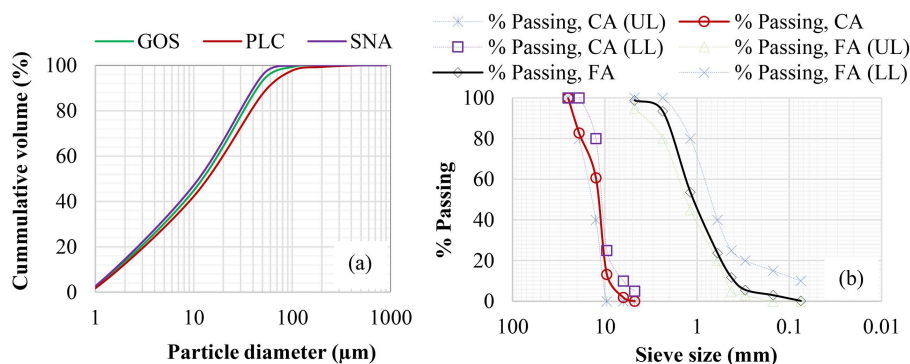 GOS PLC SNA
Cummulative volume (%)
100
80
60
40
20
0
(a)
1 10 100 1000
Particle diameter (µm)
% Passing, CA (UL) % Passing, CA
% Passing, CA (LL) % Passing, FA (UL)
% Passing, FA % Passing, FA (LL)
% Passing
100
80
60
40
20
0
(b)
100 10 1 0.1 0.01
Sieve size (mm)